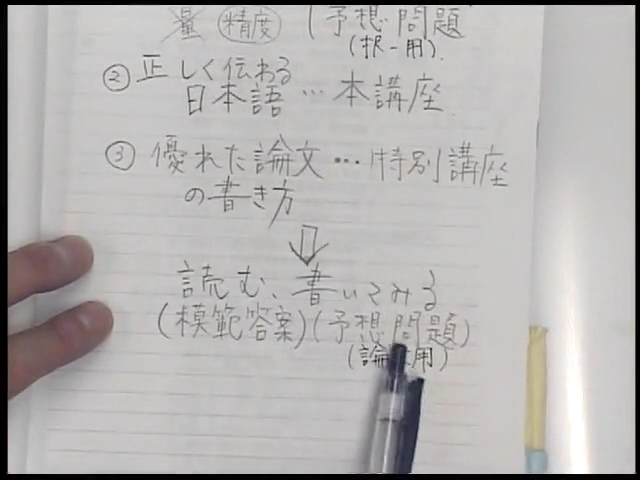 量 精度 (予想問題
(択一用).
② 正しく伝わる
日本語 … 本講座
③ 優れた論文 … 特別講座
の書き方
⇩
読む、書いてみる
(模範答案)(予想問題)
(論 用)